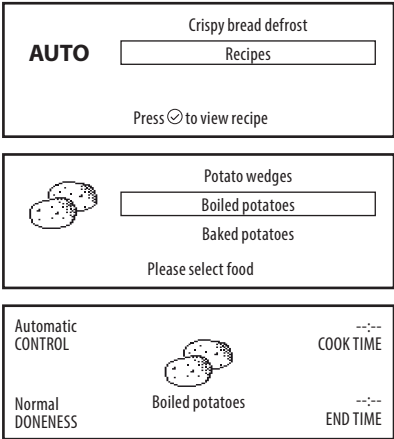 Crispy bread defrost
AUTO
Recipes
Press to view recipe
Potato wedges
Boiled potatoes
Baked potatoes
Please select food
Automatic
CONTROL
--:--
COOK TIME
Boiled potatoes
Normal
DONENESS
--:--
END TIME